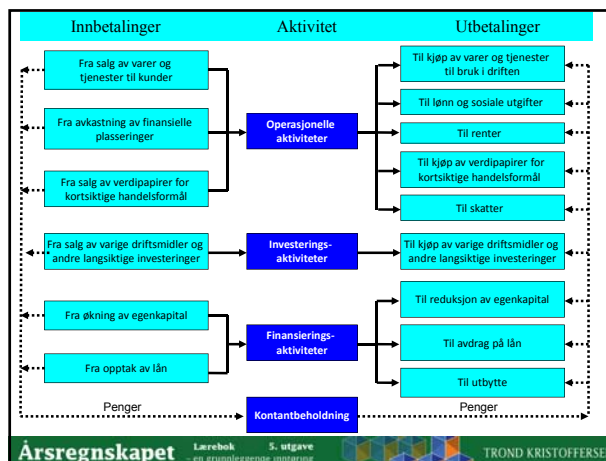 Innbetalinger
Aktivitet
Utbetalinger
Fra salg av varer og
tjenester til kunder
Fra avkastning av finansielle
plasseringer
Fra salg av verdipapirer for
kortsiktige handelsformål
Operasjonelle
aktiviteter
Til kjøp av varer og tjenester
til bruk i driften
Til lønn og sosiale utgifter
Til renter
Til kjøp av verdipapirer for
kortsiktige handelsformål
Til skatter
Fra salg av varige driftsmidler og
andre langsiktige investeringer
Investerings-
aktiviteter
Til kjøp av varige driftsmidler og
andre langsiktige investeringer
Fra økning av egenkapital
Fra opptak av lån
Finansierings-
aktiviteter
Til reduksjon av egenkapital
Til avdrag på lån
Til utbytte
Penger
Kontantbeholdning
Penger
Årsregnskapet
Lærebok 5. utgave
- en grunnleggende innføring
TROND KRISTOFFERSE